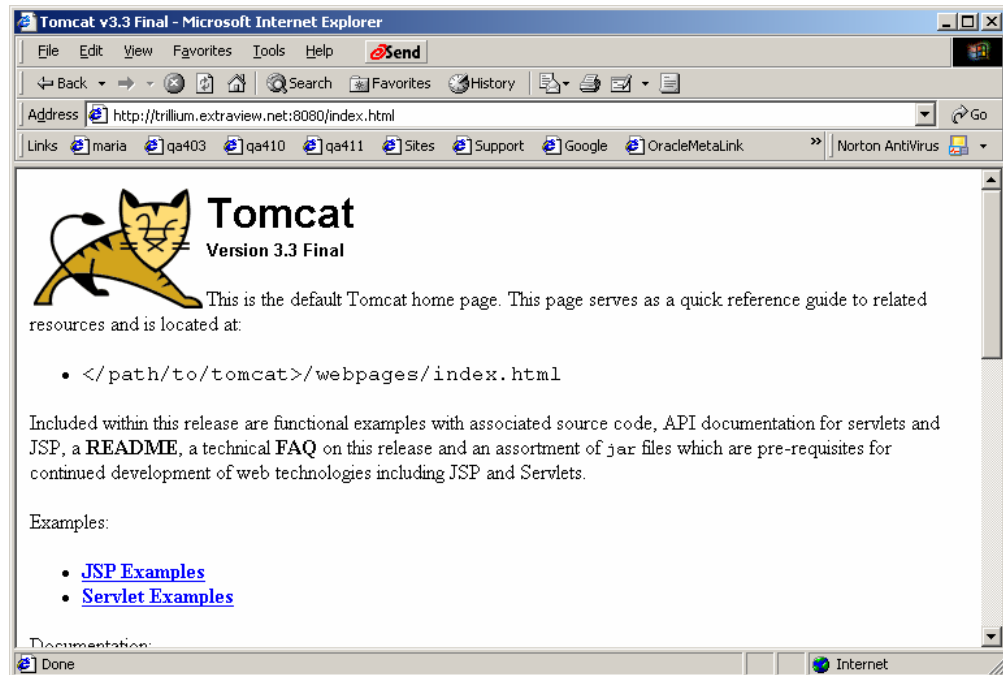 Tomcat v3.3 Final - Microsoft Internet Explorer
File Edit View Favorites Tools Help Send
Back Search Favorites History
Address http://trillium.extraview.net:8080/index.html Go
Links maria qa403 qa410 qa411 Sites Support Google OracleMetaLink » Norton AntiVirus
Tomcat
Version 3.3 Final
This is the default Tomcat home page. This page serves as a quick reference guide to related
resources and is located at:
• </path/to/tomcat>/webpages/index.html
Included within this release are functional examples with associated source code, API documentation for servlets and
JSP, a README, a technical FAQ on this release and an assortment of jar files which are pre-requisites for
continued development of web technologies including JSP and Servlets.
Examples:
• JSP Examples
• Servlet Examples
Documentation:
Done Internet